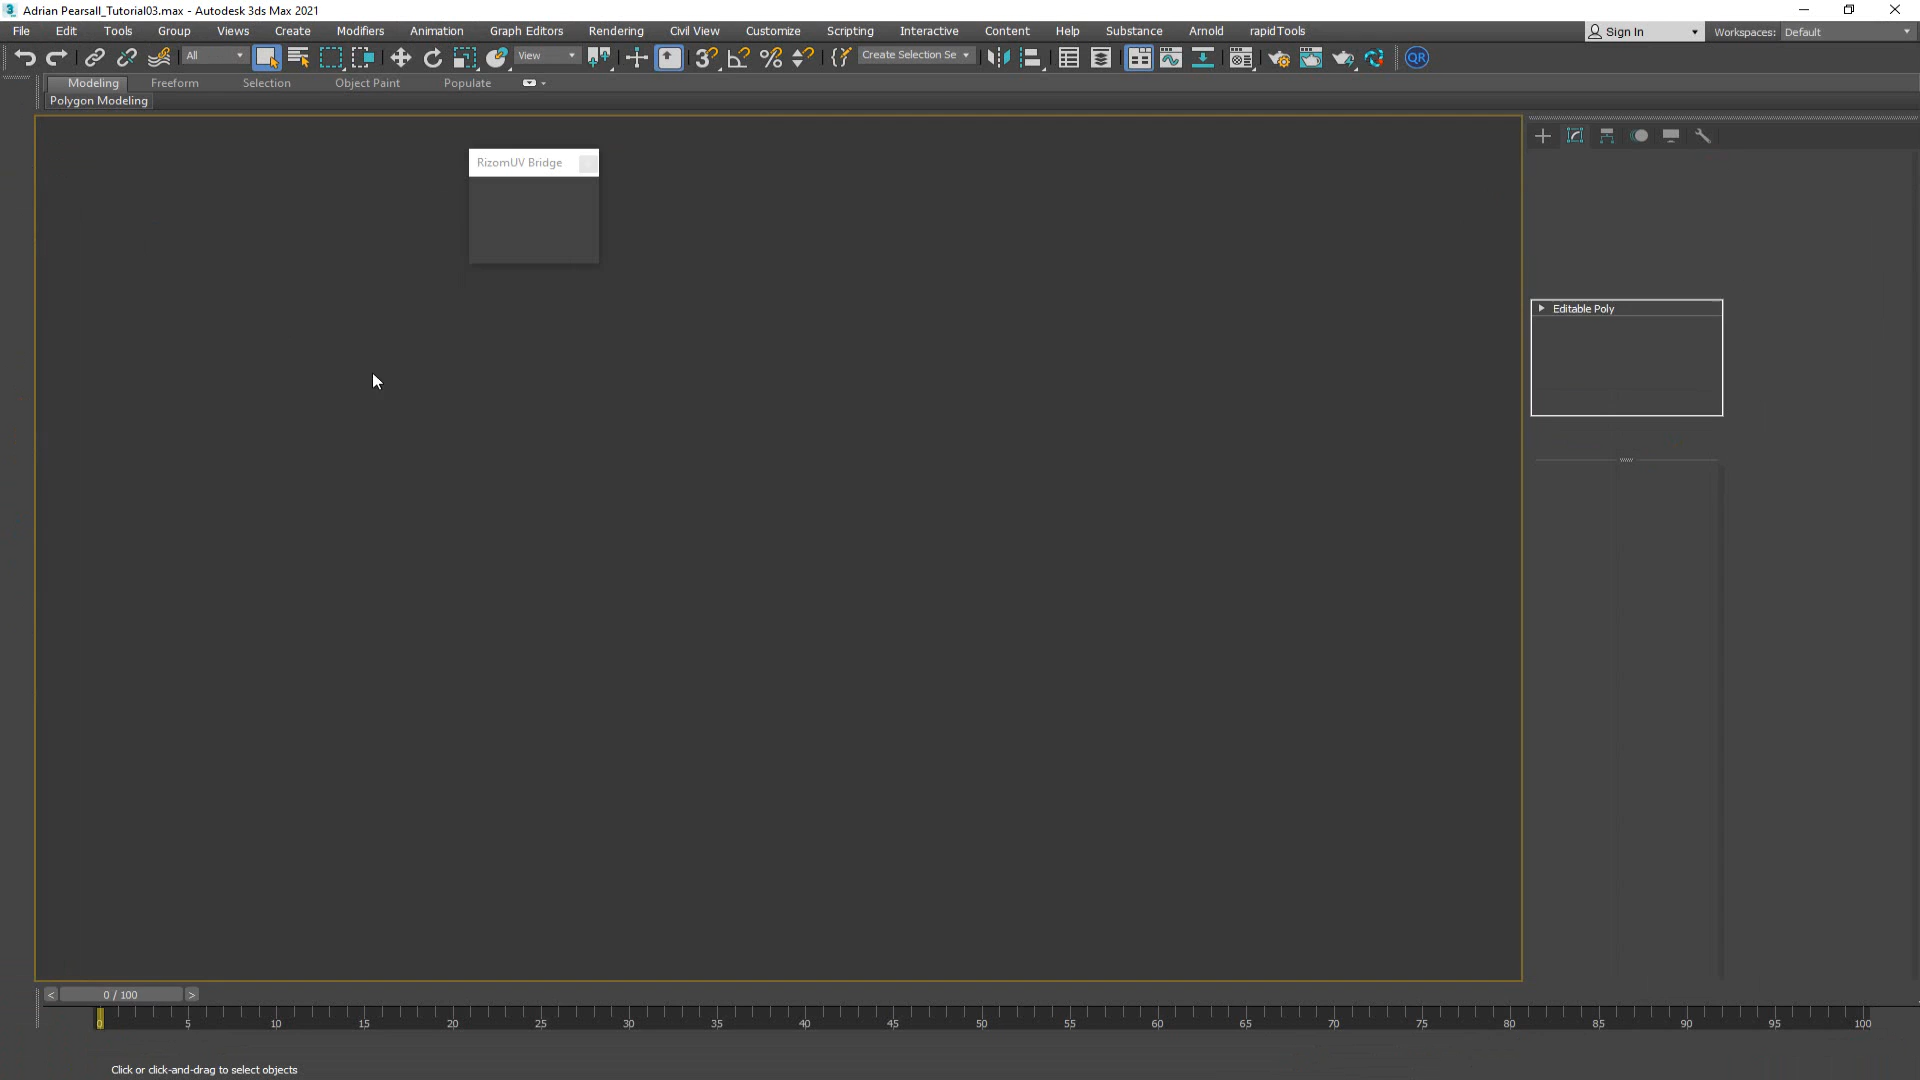 Adrian Pearsall_Tutorial03.max - Autodesk 3ds Max 2021
File Edit Tools Group Views Create Modifiers Animation Graph Editors Rendering Civil View Customize Scripting Interactive Content Help Substance Arnold rapidTools Sign In Workspaces: Default
All View Create Selection Se QR
Modeling Freeform Selection Object Paint Populate
Polygon Modeling
RizomUV Bridge
Editable Poly
< 0 / 100 >
0 5 10 15 20 25 30 35 40 45 50 55 60 65 70 75 80 85 90 95 100
Click or click-and-drag to select objects